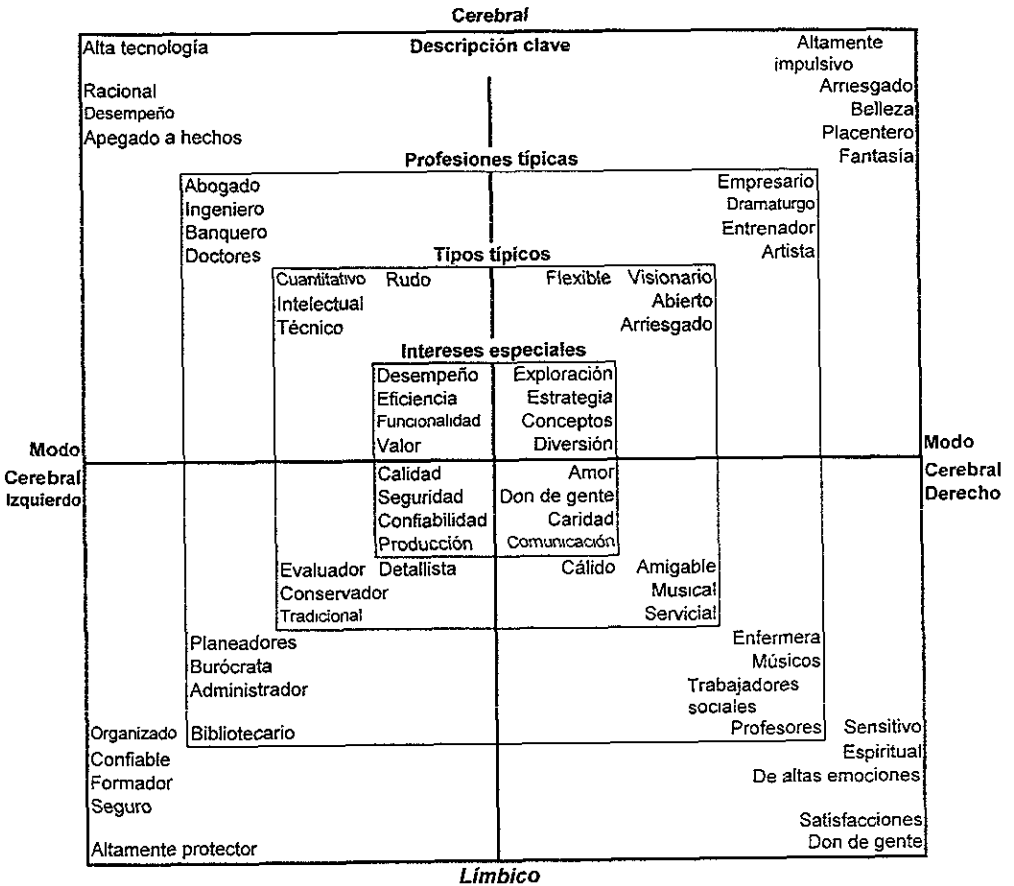 Cerebral
Alta tecnología
Descripción clave
Altamente
impulsivo
Racional
Desempeño
Apegado a hechos
Arriesgado
Belleza
Placentero
Fantasía
Profesiones típicas
Abogado
Ingeniero
Banquero
Doctores
Empresario
Dramaturgo
Entrenador
Artista
Tipos típicos
Cuantitativo Rudo
Intelectual
Técnico
Flexible Visionario
Abierto
Arriesgado
Intereses especiales
Desempeño
Eficiencia
Funcionalidad
Valor
Exploración
Estrategia
Conceptos
Diversión
Modo
Cerebral
Izquierdo
Modo
Cerebral
Derecho
Calidad
Seguridad
Confiabilidad
Producción
Amor
Don de gente
Caridad
Comunicación
Evaluador Detallista
Conservador
Tradicional
Cálido Amigable
Musical
Servicial
Planeadores
Burócrata
Administrador
Bibliotecario
Enfermera
Músicos
Trabajadores
sociales
Profesores
Organizado
Confiable
Formador
Seguro
Altamente protector
Sensitivo
Espiritual
De altas emociones
Satisfacciones
Don de gente
Límbico